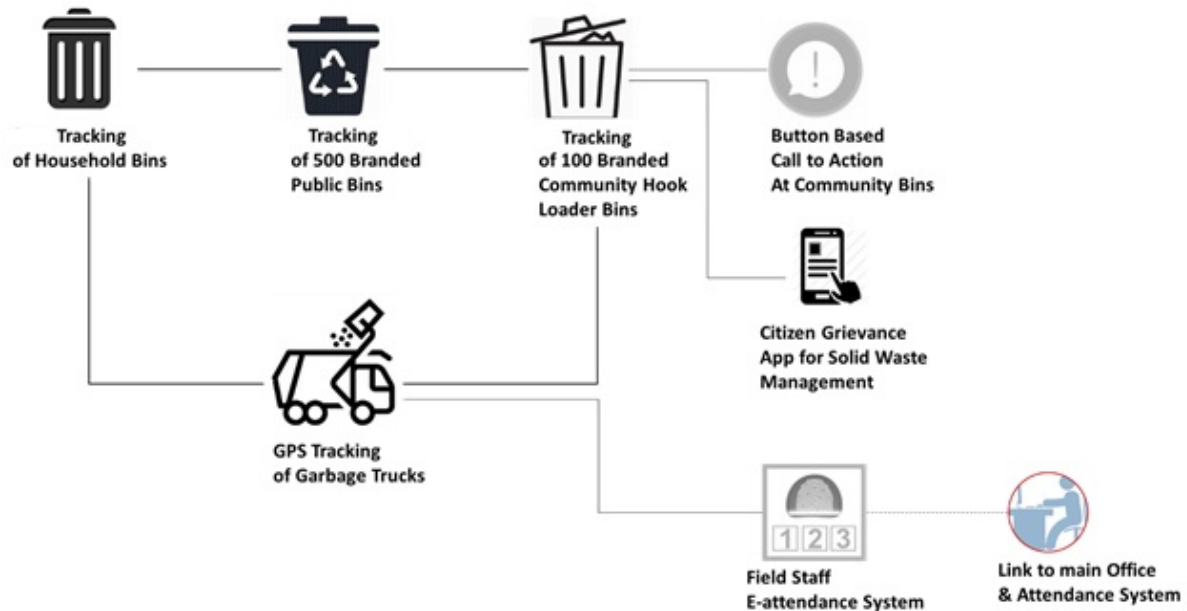 Tracking
of Household Bins
Tracking
of 500 Branded
Public Bins
Tracking
of 100 Branded
Community Hook
Loader Bins
Button Based
Call to Action
At Community Bins
Citizen Grievance
App for Solid Waste
Management
GPS Tracking
of Garbage Trucks
1 2 3
Field Staff
E-attendance System
Link to main Office
& Attendance System